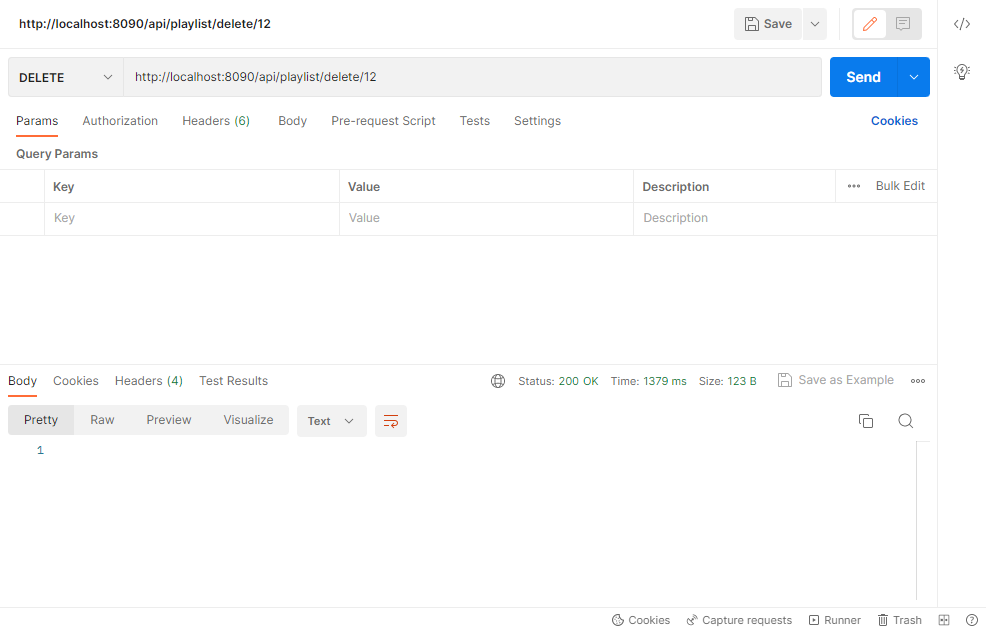 http://localhost:8090/api/playlist/delete/12 Save
DELETE http://localhost:8090/api/playlist/delete/12 Send
Params Authorization Headers (6) Body Pre-request Script Tests Settings Cookies
Query Params
Key Value Description Bulk Edit
Key Value Description
Body Cookies Headers (4) Test Results Status: 200 OK Time: 1379 ms Size: 123 B Save as Example
Pretty Raw Preview Visualize Text
1
Cookies Capture requests Runner Trash